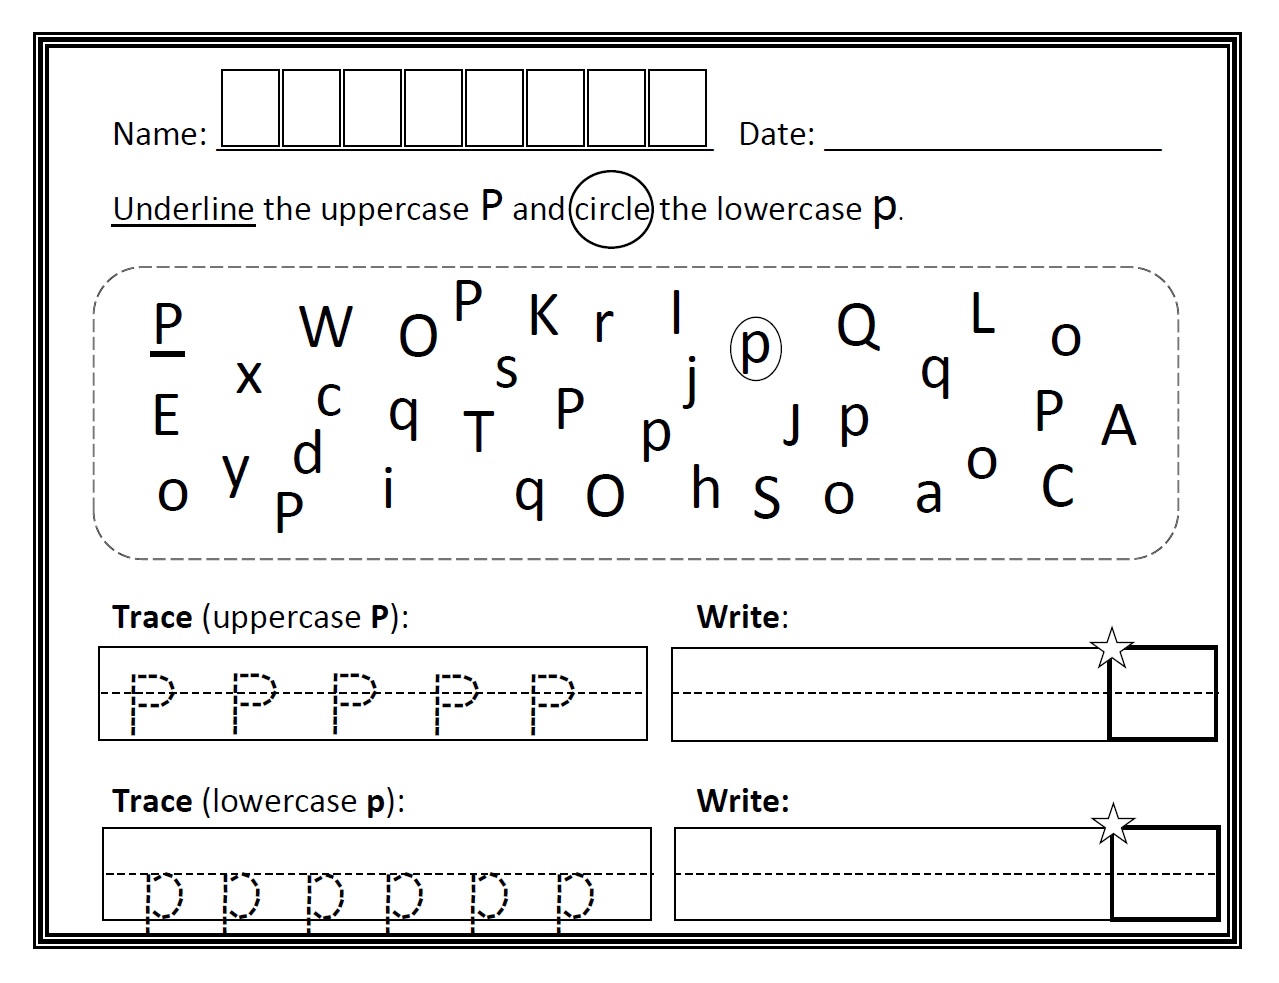 Name: Date:
Underline the uppercase P and circle the lowercase p.
P W O P K r I p Q L o
x s j q
E c q T P p J p P A
o y d P i q O h S o a o C
Trace (uppercase P): Write:
P P P P P
Trace (lowercase p): Write:
p p p p p p